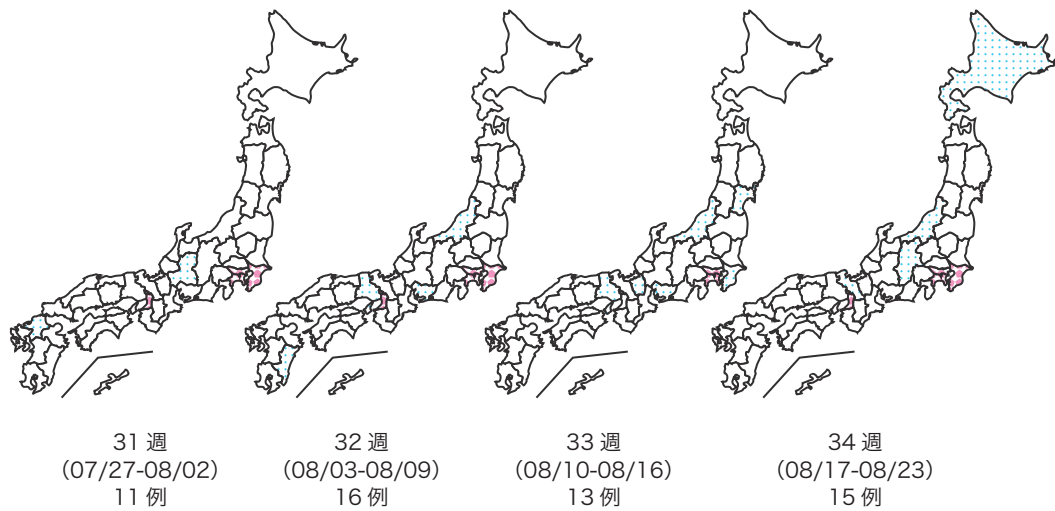 31 週
（07/27-08/02）
11 例
32 週
（08/03-08/09）
16 例
33 週
（08/10-08/16）
13 例
34 週
（08/17-08/23）
15 例